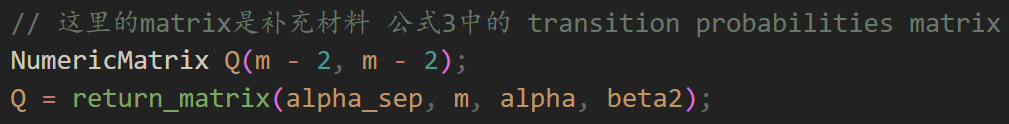 // 这里的matrix是补充材料 公式3中的 transition probabilities matrix
NumericMatrix Q(m - 2, m - 2);
Q = return_matrix(alpha_sep, m, alpha, beta2);